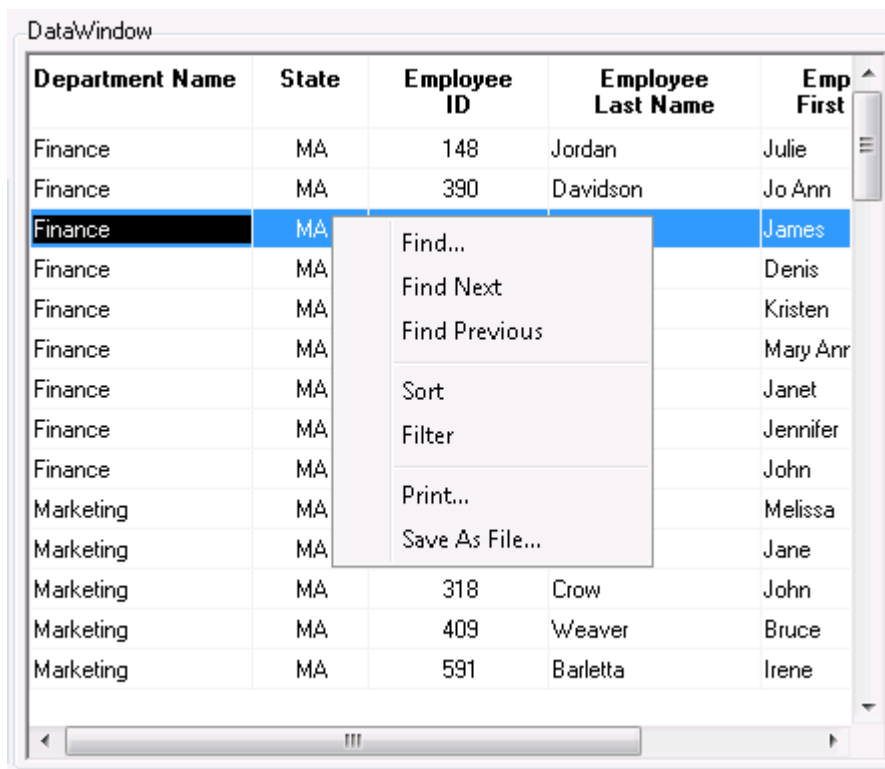 DataWindow
Department Name State Employee ID Employee Last Name Emp First
Finance MA 148 Jordan Julie
Finance MA 390 Davidson Jo Ann
Finance MA James
Find...
Finance MA Denis
Find Next
Finance MA Kristen
Find Previous
Finance MA Mary Anr
Finance MA Janet
Sort
Finance MA Jennifer
Filter
Finance MA John
Marketing MA Melissa
Print...
Marketing MA Jane
Save As File...
Marketing MA 318 Crow John
Marketing MA 409 Weaver Bruce
Marketing MA 591 Barletta Irene